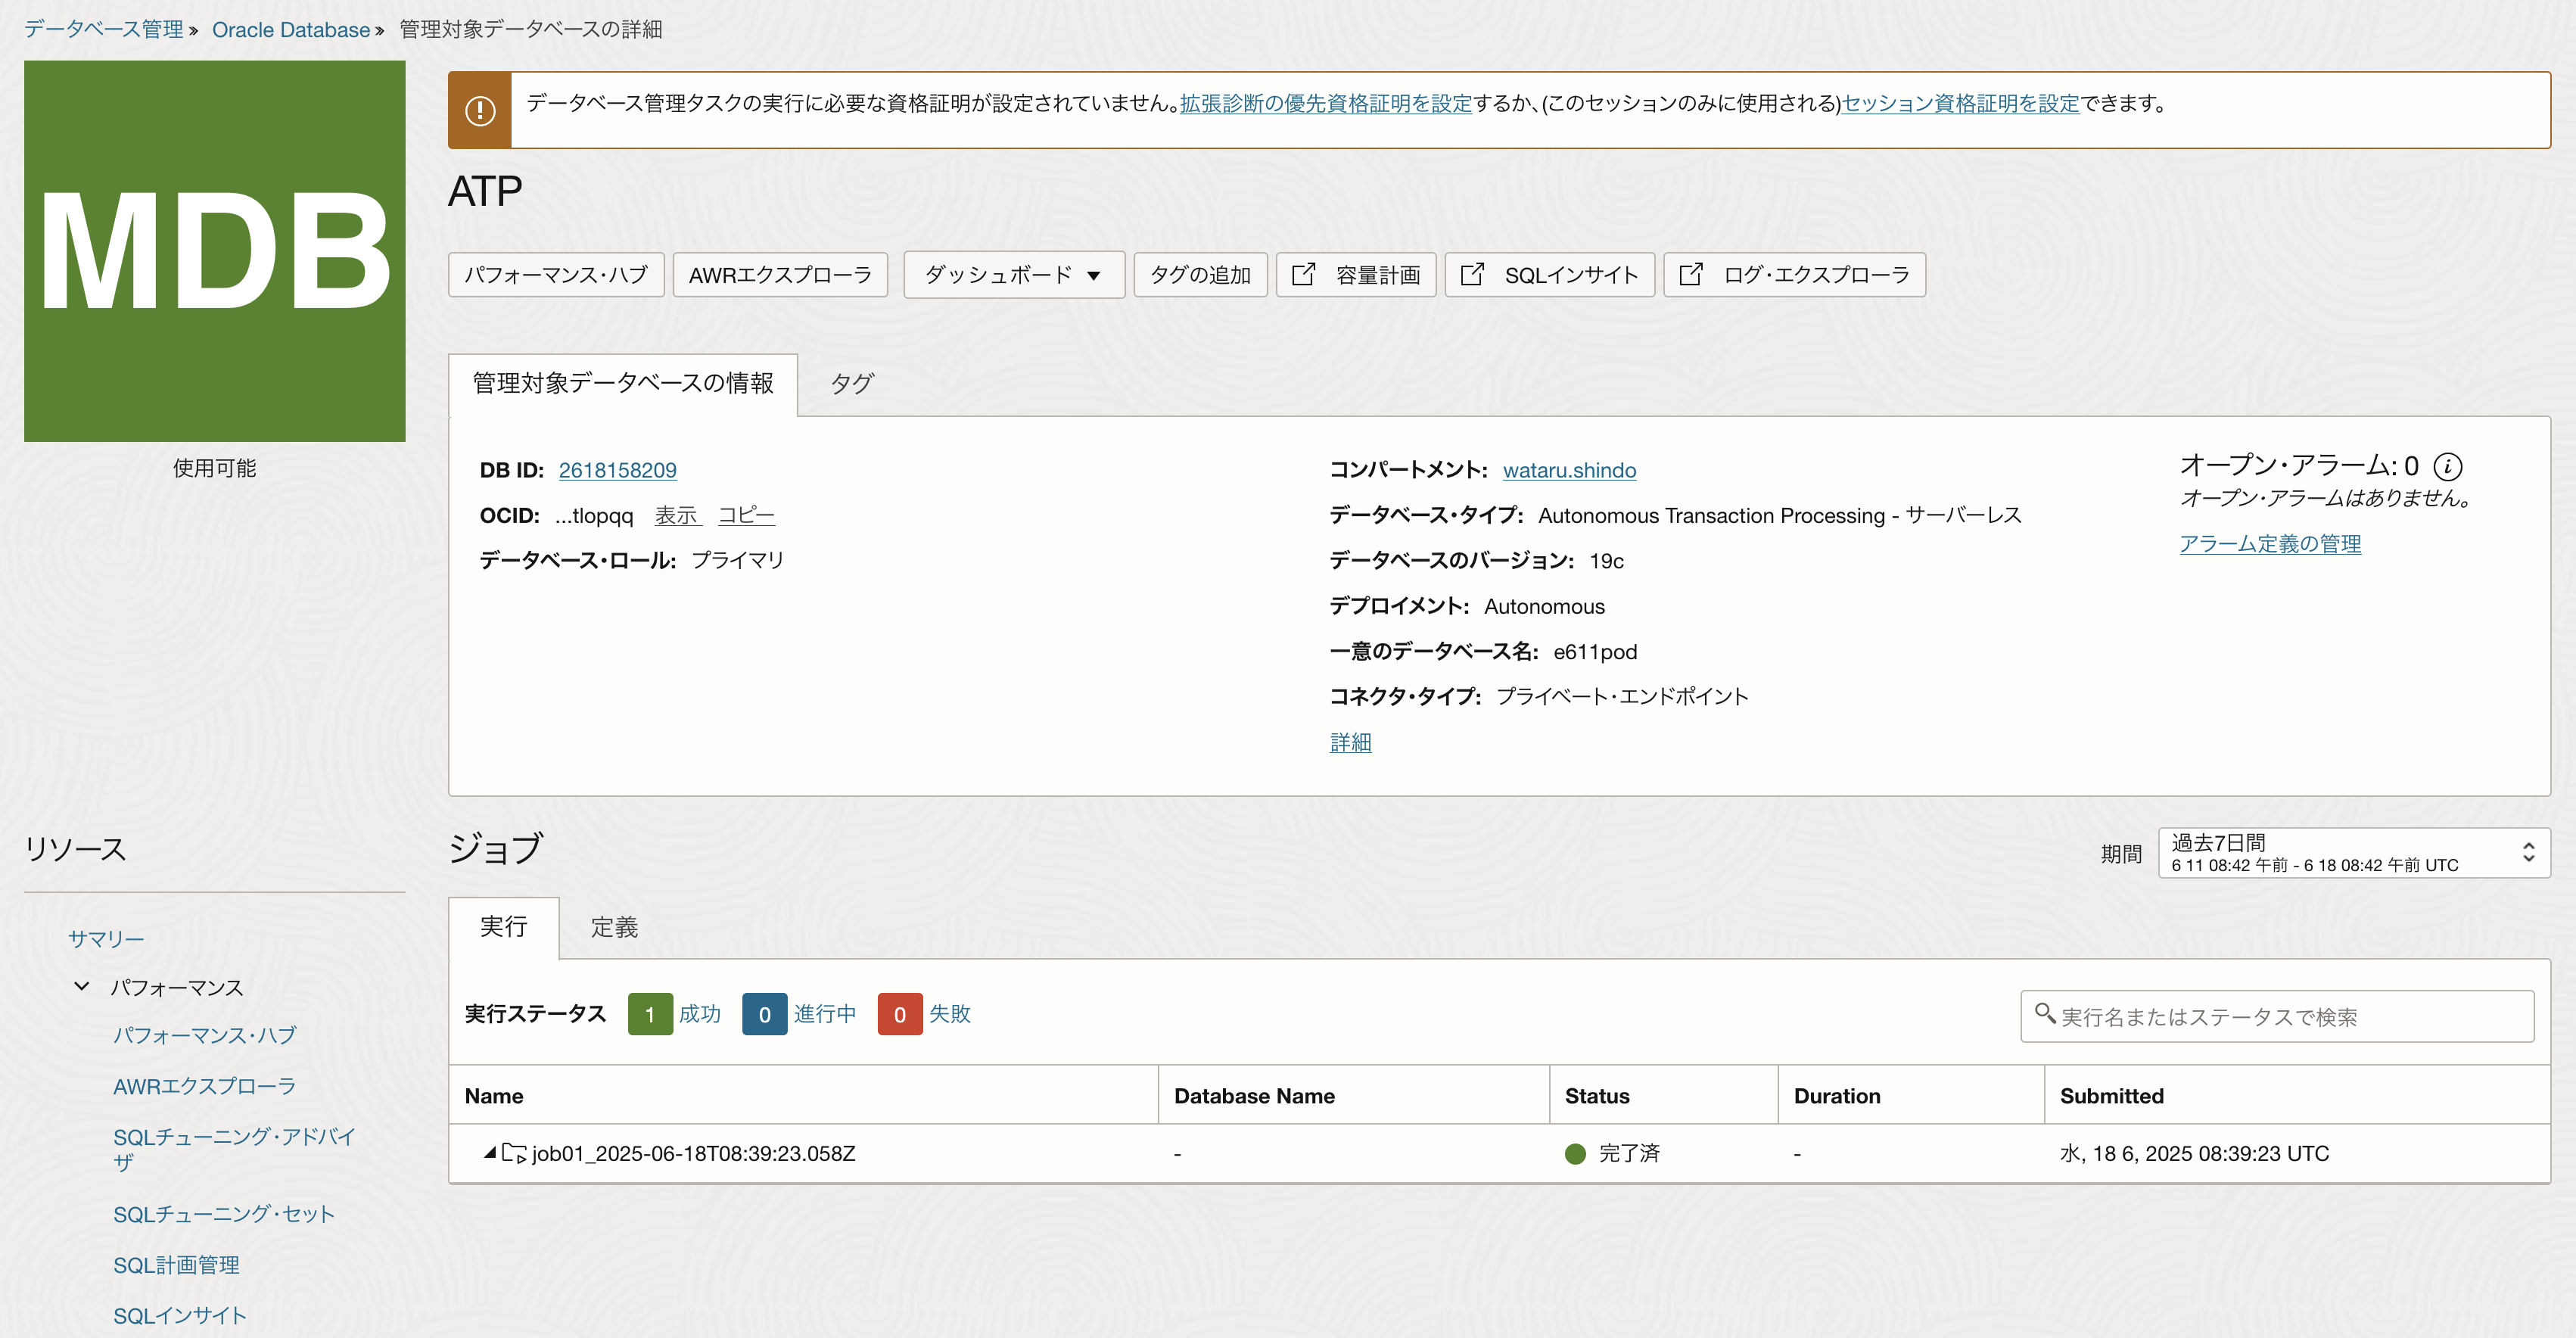 データベース管理 » Oracle Database » 管理対象データベースの詳細
MDB
使用可能
データベース管理タスクの実行に必要な資格証明が設定されていません。拡張診断の優先資格証明を設定するか、(このセッションのみに使用される)セッション資格証明を設定できます。
ATP
パフォーマンス・ハブ AWRエクスプローラ ダッシュボード ▼ タグの追加 容量計画 SQLインサイト ログ・エクスプローラ
管理対象データベースの情報 タグ
DB ID: 2618158209
OCID: ...tlopqq 表示 コピー
データベース・ロール: プライマリ
コンパートメント: wataru.shindo
データベース・タイプ: Autonomous Transaction Processing - サーバーレス
データベースのバージョン: 19c
デプロイメント: Autonomous
一意のデータベース名: e611pod
コネクタ・タイプ: プライベート・エンドポイント
詳細
オープン・アラーム: 0
オープン・アラームはありません。
アラーム定義の管理
リソース
サマリー
パフォーマンス
パフォーマンス・ハブ
AWRエクスプローラ
SQLチューニング・アドバイ
ザ
SQLチューニング・セット
SQL計画管理
SQLインサイト
ジョブ
期間 過去7日間
6 11 08:42 午前 - 6 18 08:42 午前 UTC
実行 定義
実行ステータス 1 成功 0 進行中 0 失敗
実行名またはステータスで検索
Name Database Name Status Duration Submitted
job01_2025-06-18T08:39:23.058Z - 完了済 - 水, 18 6, 2025 08:39:23 UTC